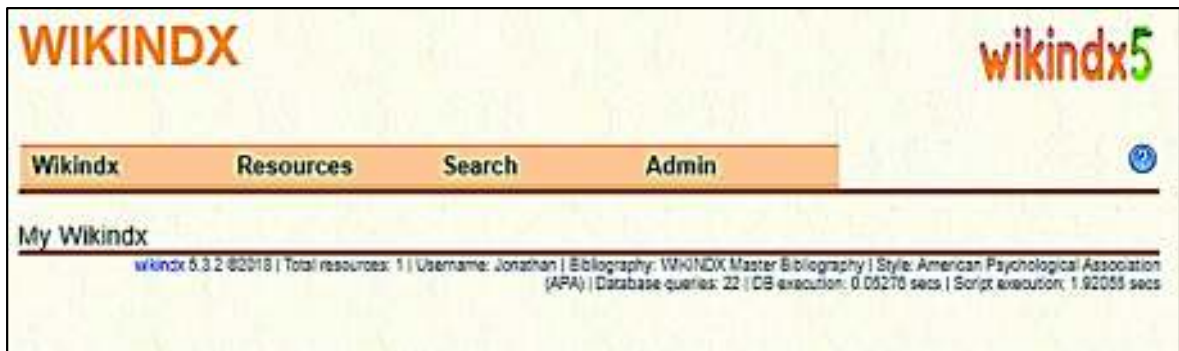 WIKINDX
wikindx5
Wikindx Resources Search Admin
My Wikindx
wikindx 5.3.2 ©2018 | Total resources: 1 | Username: Jonathan | Bibliography: WIKINDX Master Bibliography | Style: American Psychological Association
(APA) | Database queries: 22 | DB execution: 0.05276 secs | Script execution: 1.92055 secs